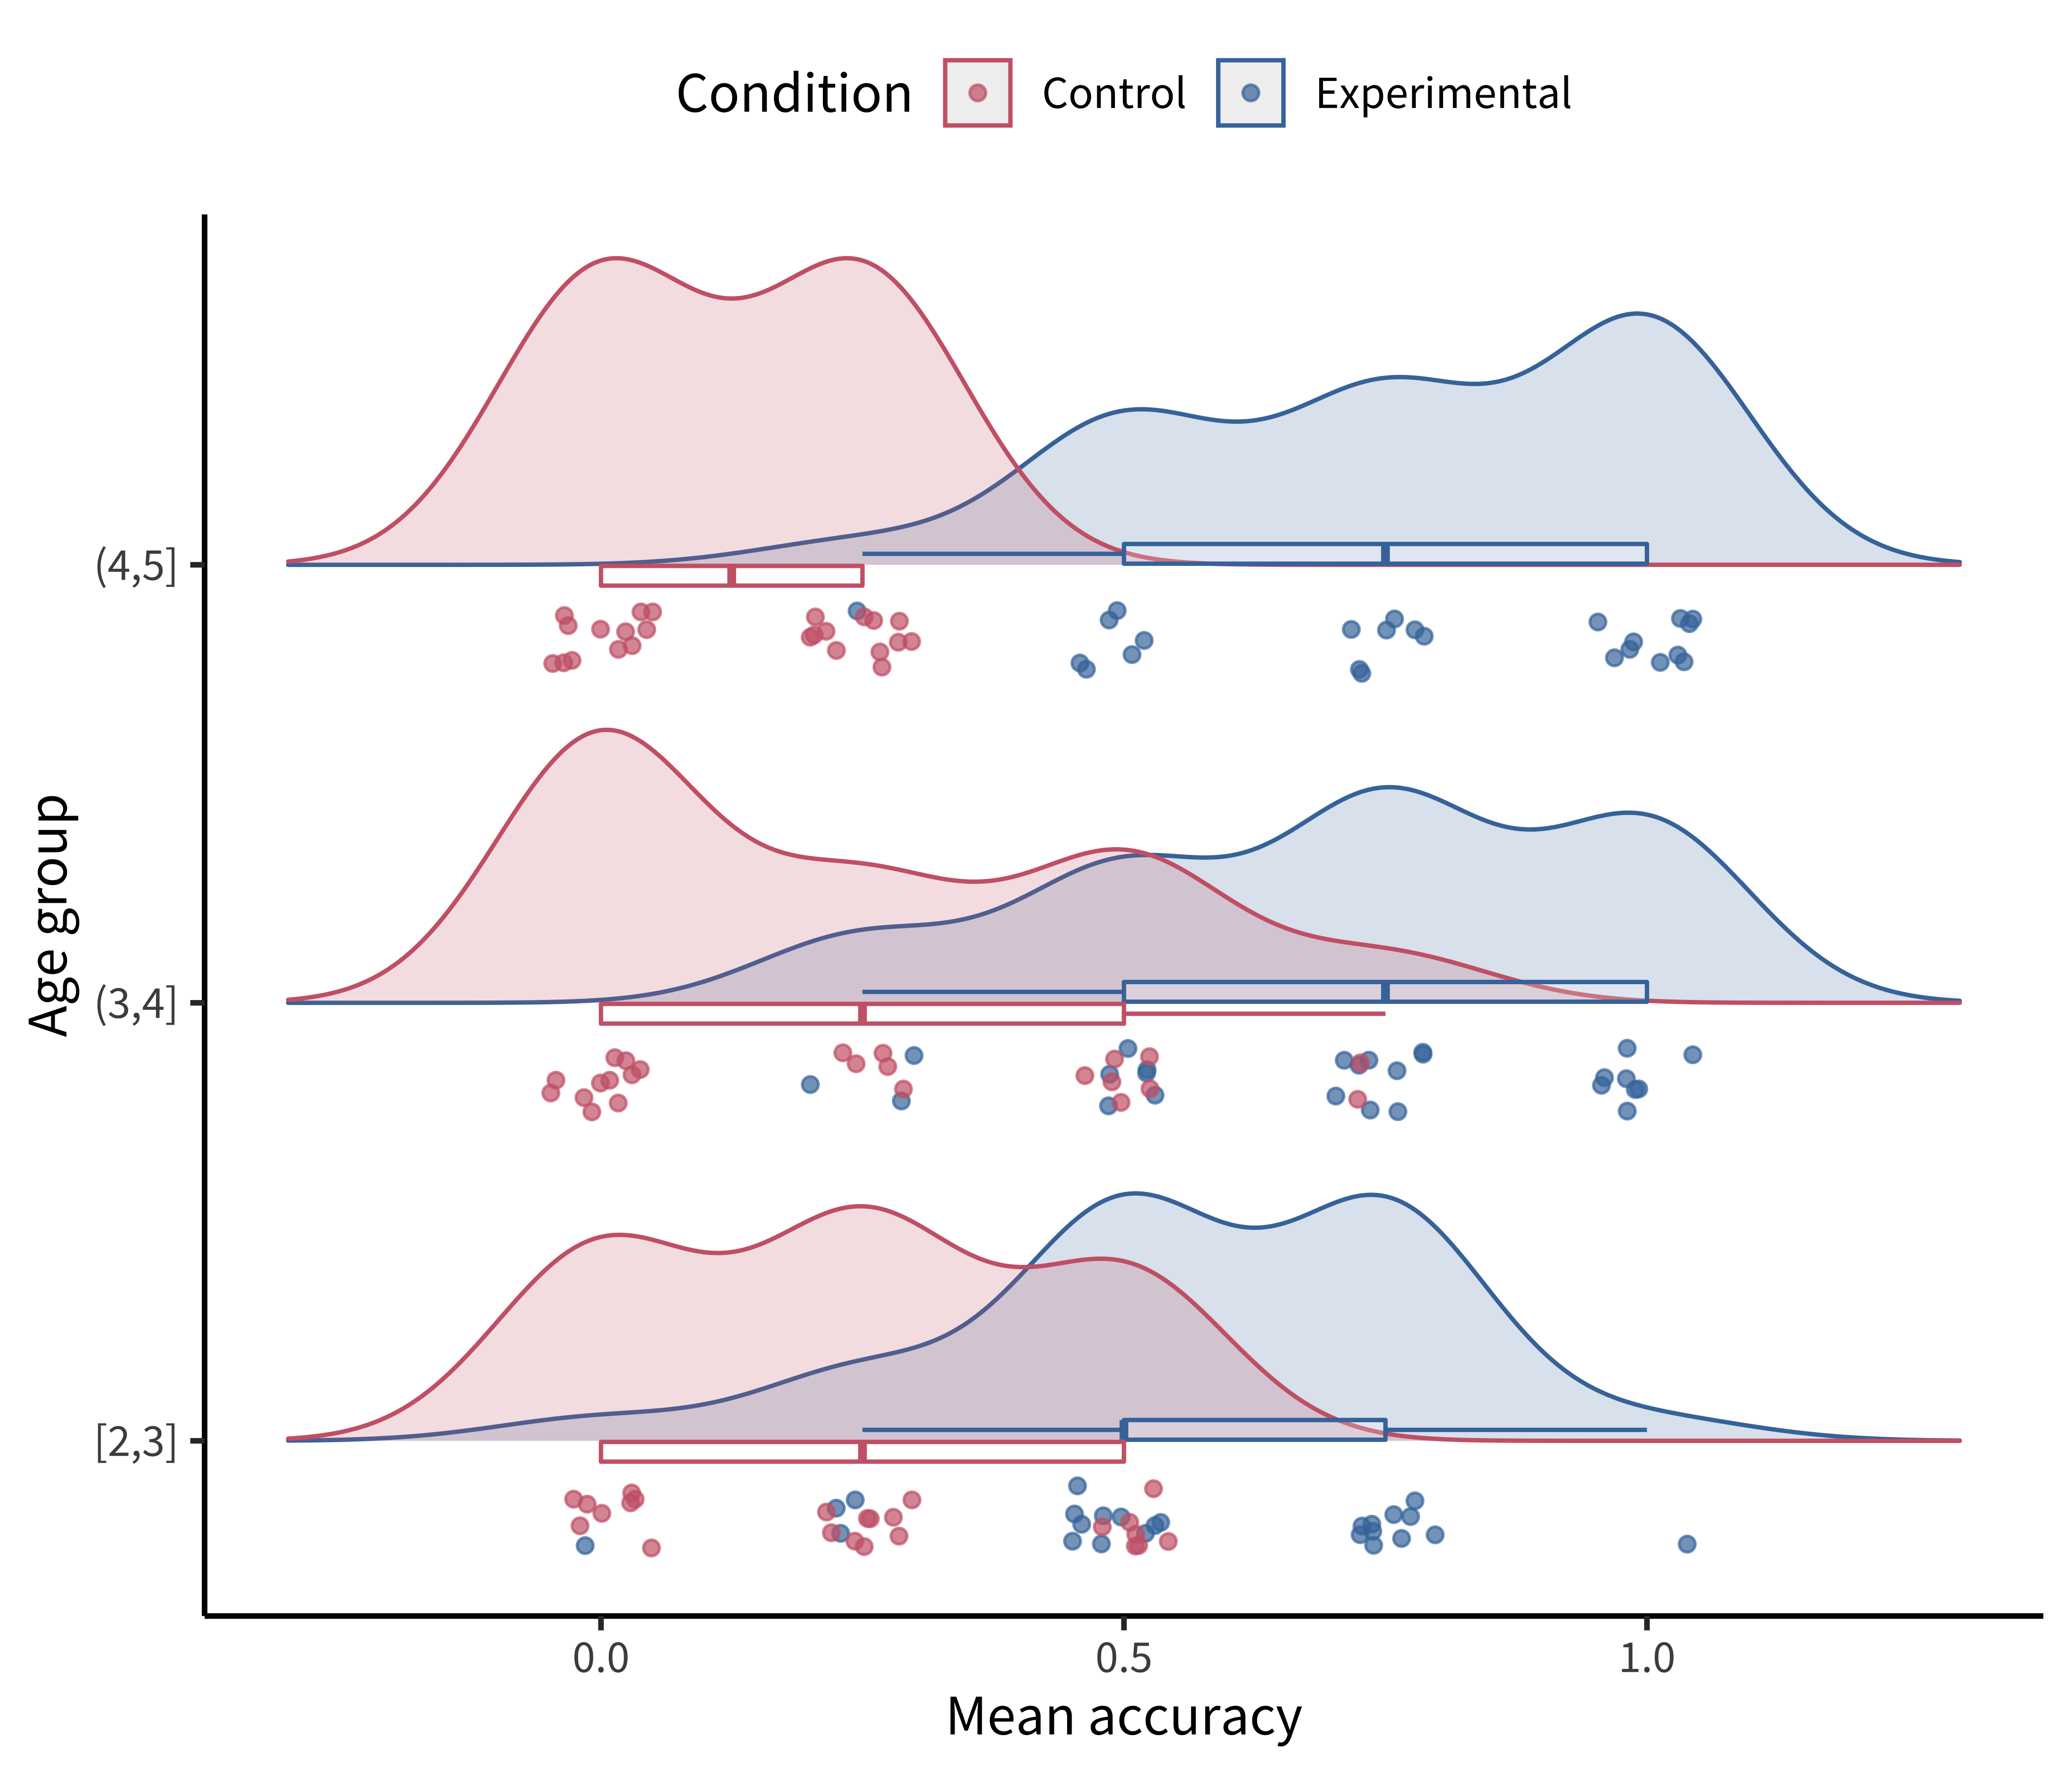 Condition Control Experimental
Age group
(4,5]
(3,4]
[2,3]
0.0 0.5 1.0
Mean accuracy